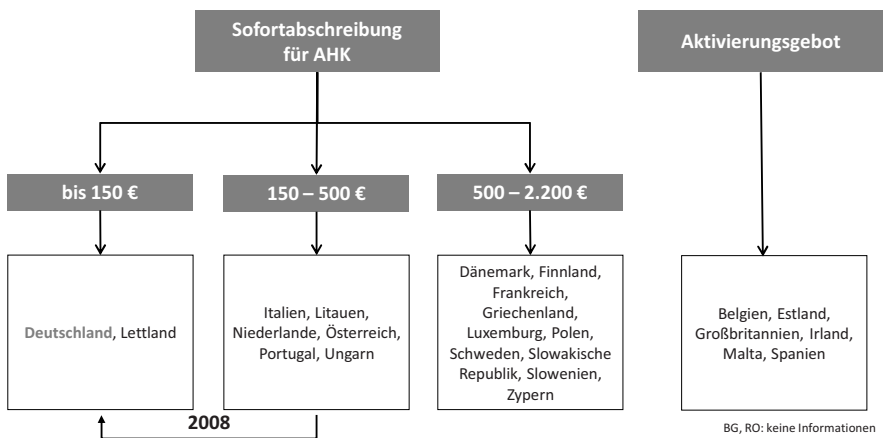 Sofortabschreibung
für AHK
Aktivierungsgebot
bis 150 €
150 – 500 €
500 – 2.200 €
Deutschland, Lettland
Italien, Litauen,
Niederlande, Österreich,
Portugal, Ungarn
Dänemark, Finnland,
Frankreich,
Griechenland,
Luxemburg, Polen,
Schweden, Slowakische
Republik, Slowenien,
Zypern
Belgien, Estland,
Großbritannien, Irland,
Malta, Spanien
2008
BG, RO: keine Informationen